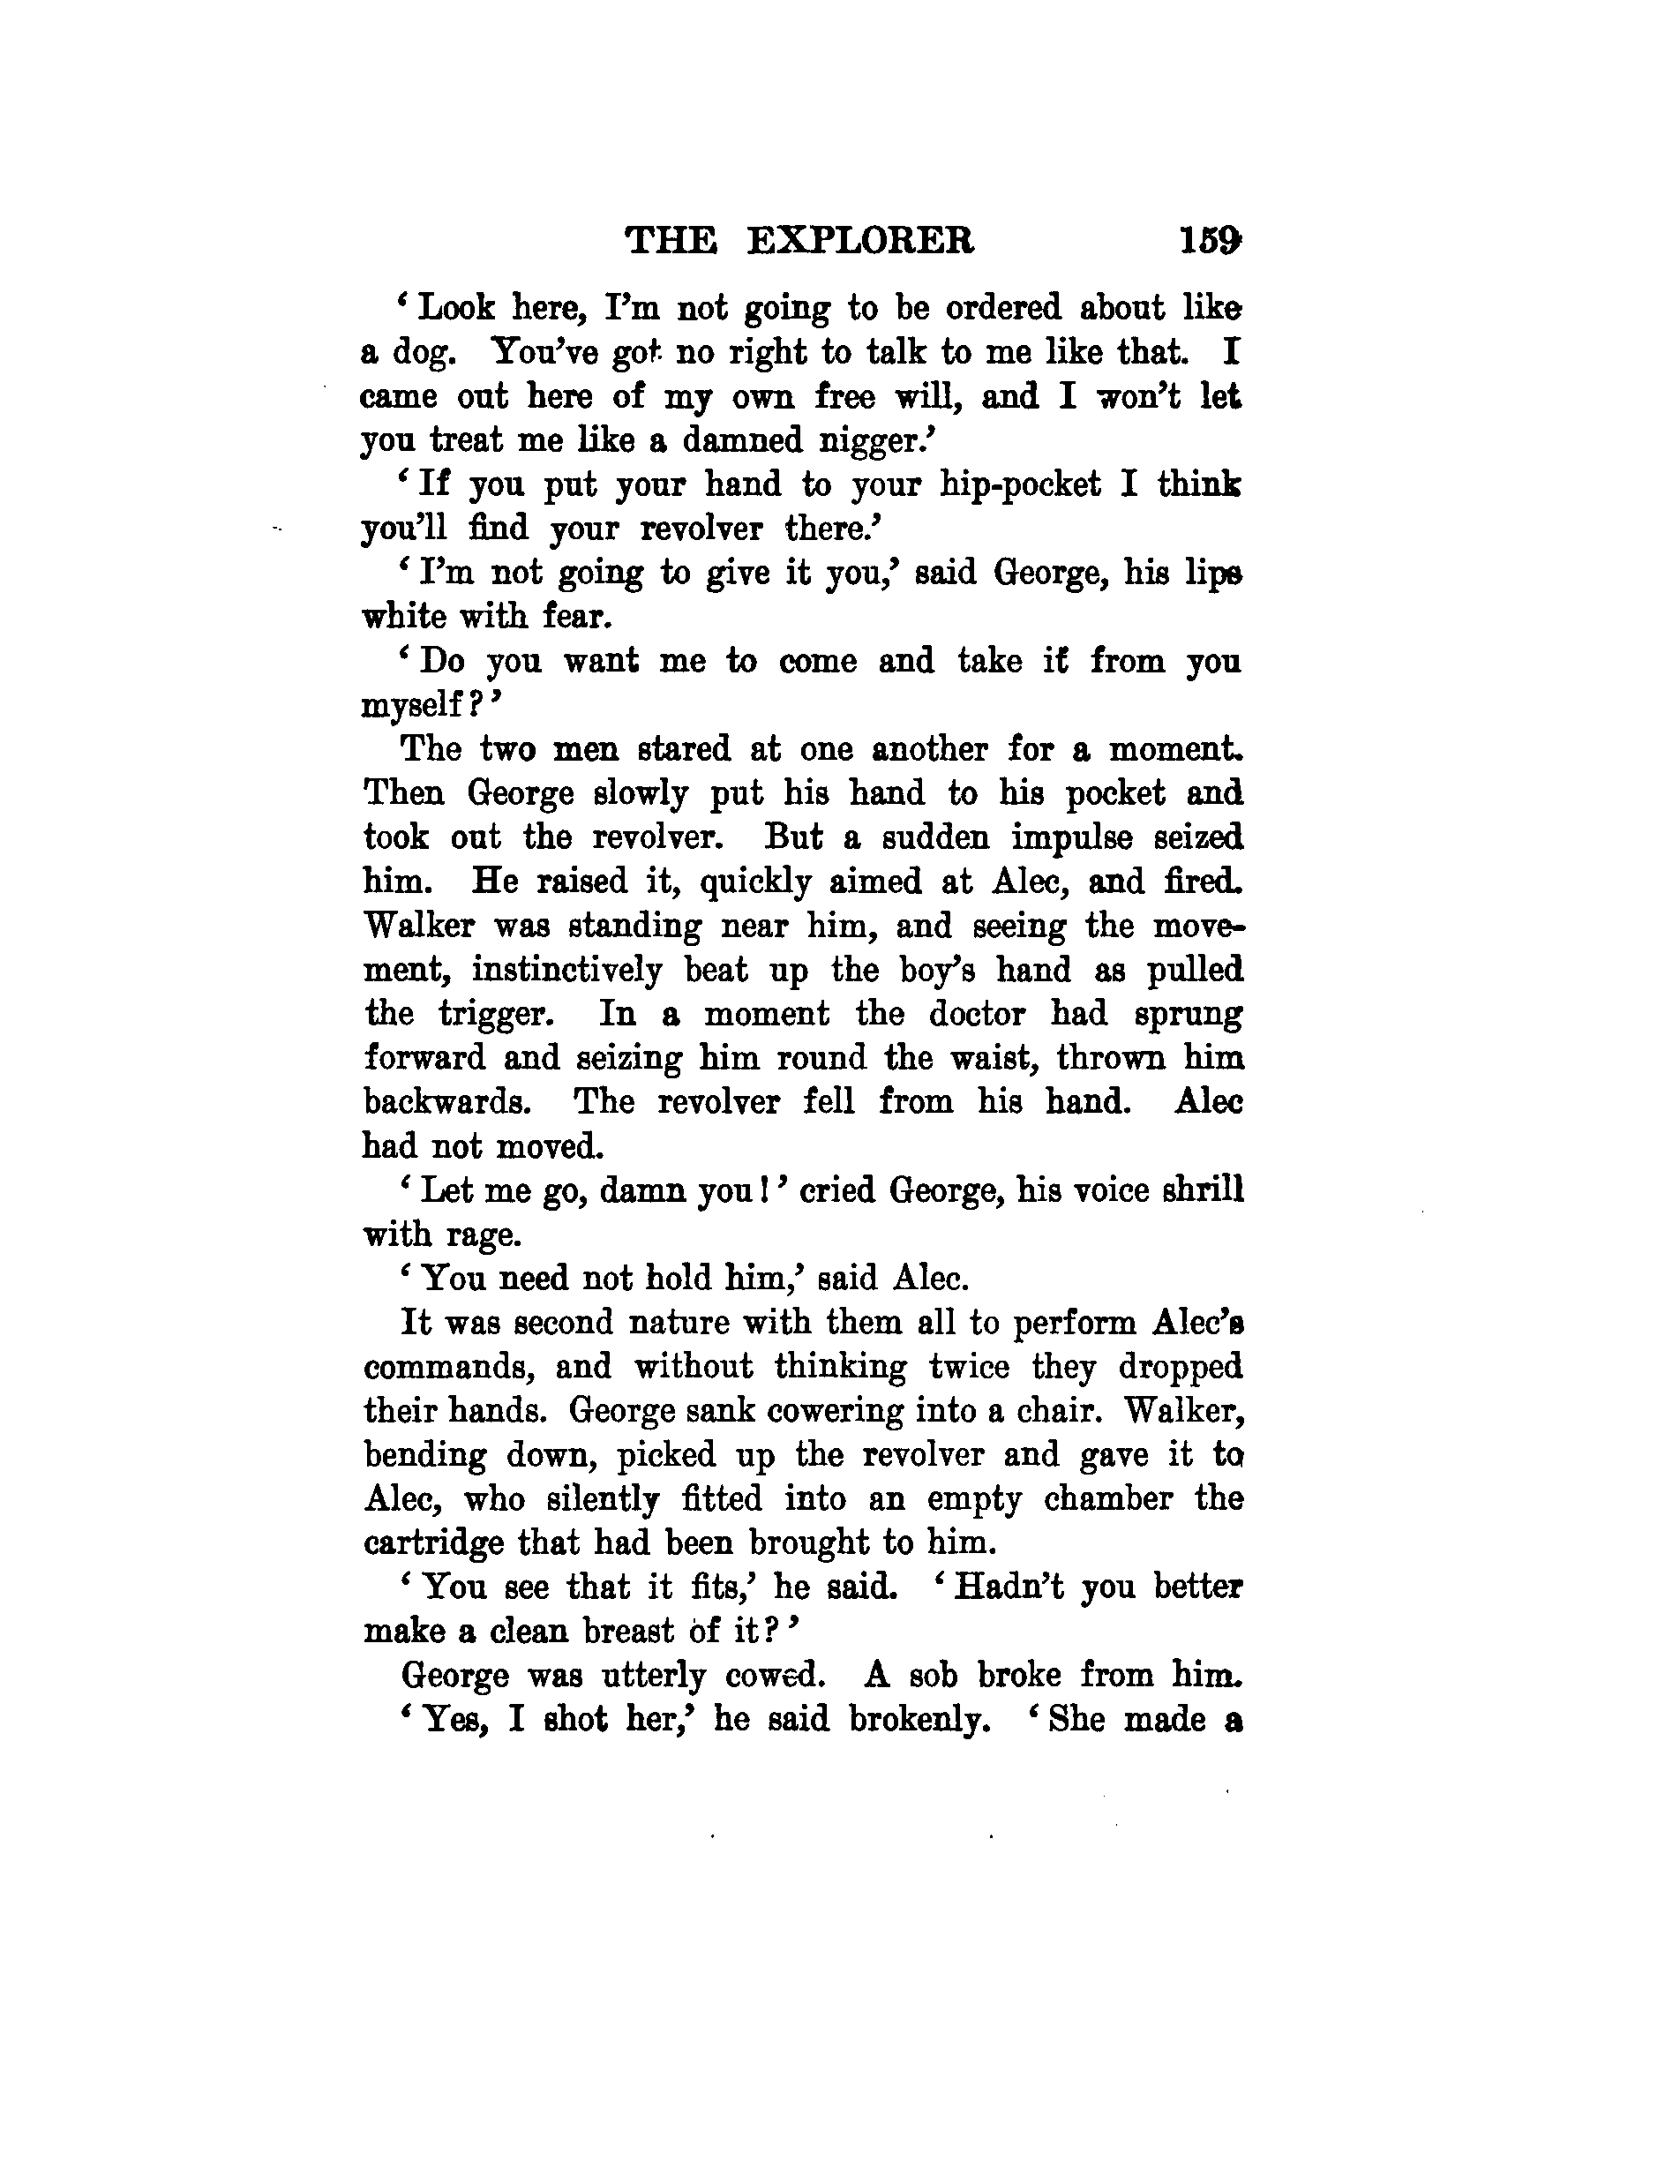 THE EXPLORER 159
‘Look here, I’m not going to be ordered about like
a dog. You’ve got no right to talk to me like that. I
came out here of my own free will, and I won’t let
you treat me like a damned nigger.’
‘If you put your hand to your hip-pocket I think
you’ll find your revolver there.’
‘I’m not going to give it you,’ said George, his lips
white with fear.
‘Do you want me to come and take it from you
myself?’
The two men stared at one another for a moment.
Then George slowly put his hand to his pocket and
took out the revolver. But a sudden impulse seized
him. He raised it, quickly aimed at Alec, and fired.
Walker was standing near him, and seeing the move-
ment, instinctively beat up the boy’s hand as pulled
the trigger. In a moment the doctor had sprung
forward and seizing him round the waist, thrown him
backwards. The revolver fell from his hand. Alec
had not moved.
‘Let me go, damn you!’ cried George, his voice shrill
with rage.
‘You need not hold him,’ said Alec.
It was second nature with them all to perform Alec’s
commands, and without thinking twice they dropped
their hands. George sank cowering into a chair. Walker,
bending down, picked up the revolver and gave it to
Alec, who silently fitted into an empty chamber the
cartridge that had been brought to him.
‘You see that it fits,’ he said. ‘Hadn’t you better
make a clean breast of it?’
George was utterly cowed. A sob broke from him.
‘Yes, I shot her,’ he said brokenly. ‘She made a